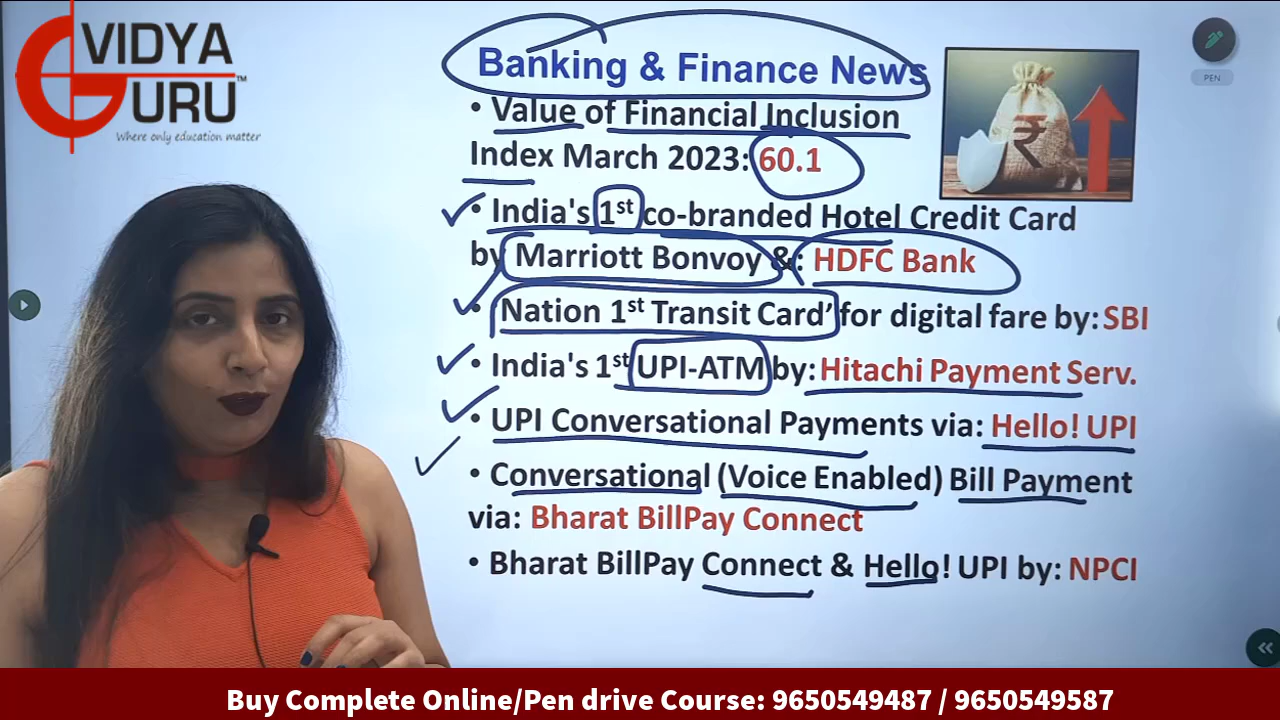 VIDYA
GURU
TM
Where only education matter
Banking & Finance News
• Value of Financial Inclusion
Index March 2023: 60.1
• India's 1st co-branded Hotel Credit Card
by Marriott Bonvoy &: HDFC Bank
• Nation 1st Transit Card’ for digital fare by: SBI
• India's 1st UPI-ATM by: Hitachi Payment Serv.
• UPI Conversational Payments via: Hello! UPI
• Conversational (Voice Enabled) Bill Payment
via: Bharat BillPay Connect
• Bharat BillPay Connect & Hello! UPI by: NPCI
₹
PEN
Buy Complete Online/Pen drive Course: 9650549487 / 9650549587